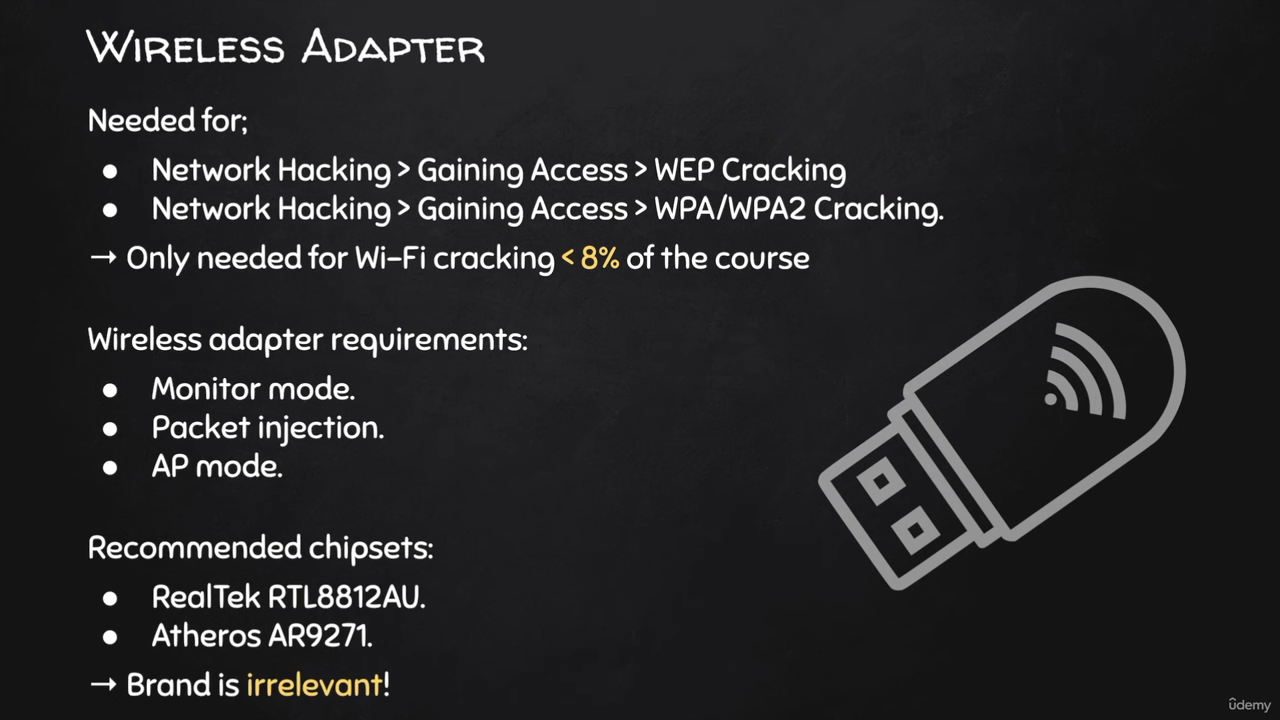 Wireless Adapter
Needed for;
● Network Hacking > Gaining Access > WEP Cracking
● Network Hacking > Gaining Access > WPA/WPA2 Cracking.
→ Only needed for Wi-Fi cracking < 8% of the course
Wireless adapter requirements:
● Monitor mode.
● Packet injection.
● AP mode.
Recommended chipsets:
● RealTek RTL8812AU.
● Atheros AR9271.
→ Brand is irrelevant!
ûdemy